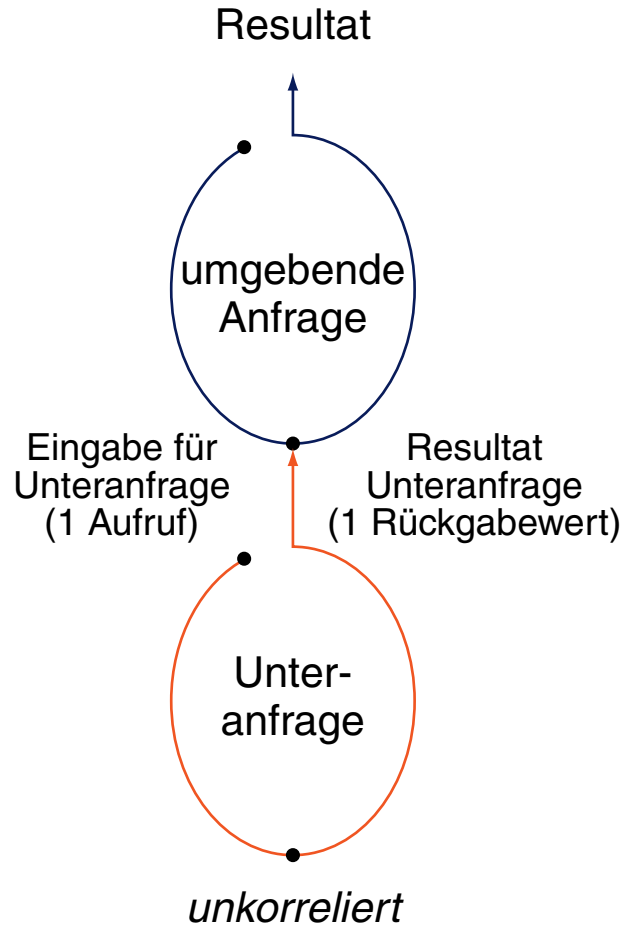 Resultat
umgebende
Anfrage
Eingabe für
Unteranfrage
(1 Aufruf)
Resultat
Unteranfrage
(1 Rückgabewert)
Unter-
anfrage
unkorreliert